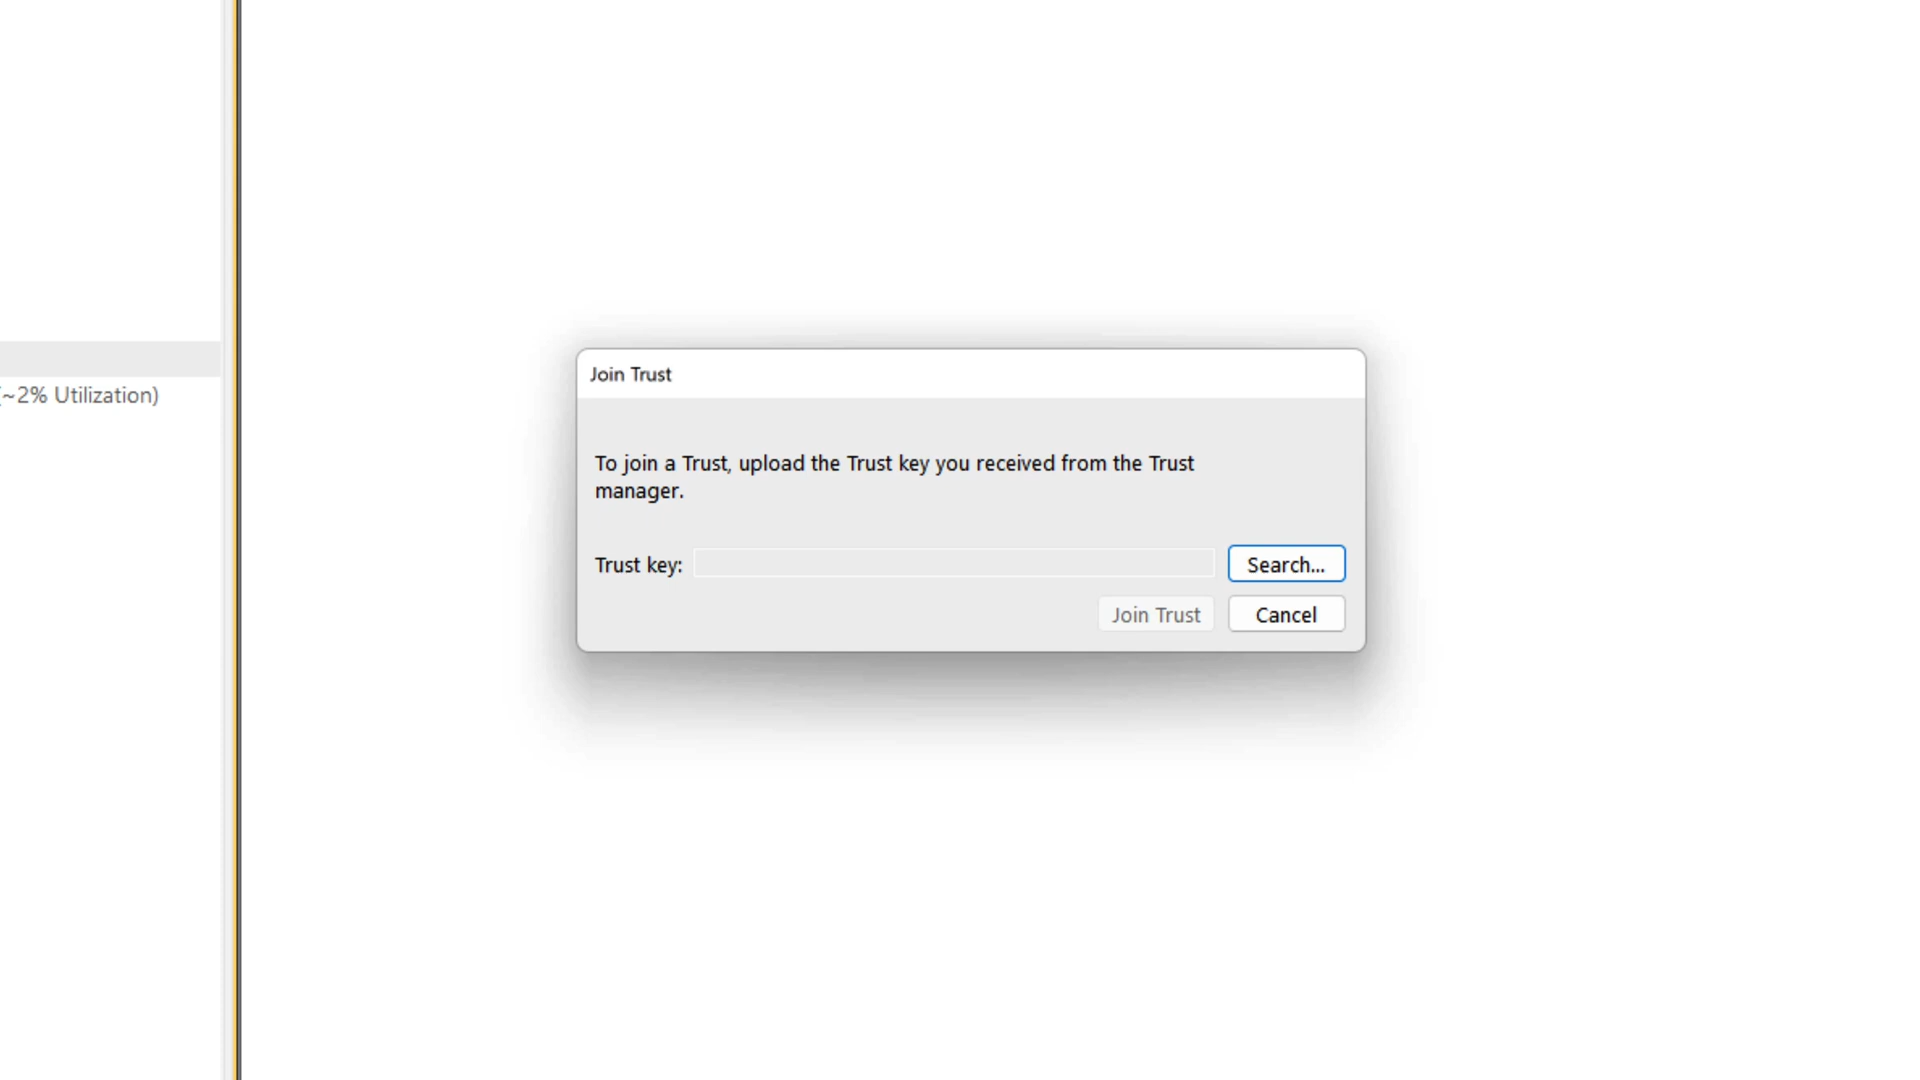 (~2% Utilization)
Join Trust
To join a Trust, upload the Trust key you received from the Trust
manager.
Trust key:
Search...
Join Trust
Cancel